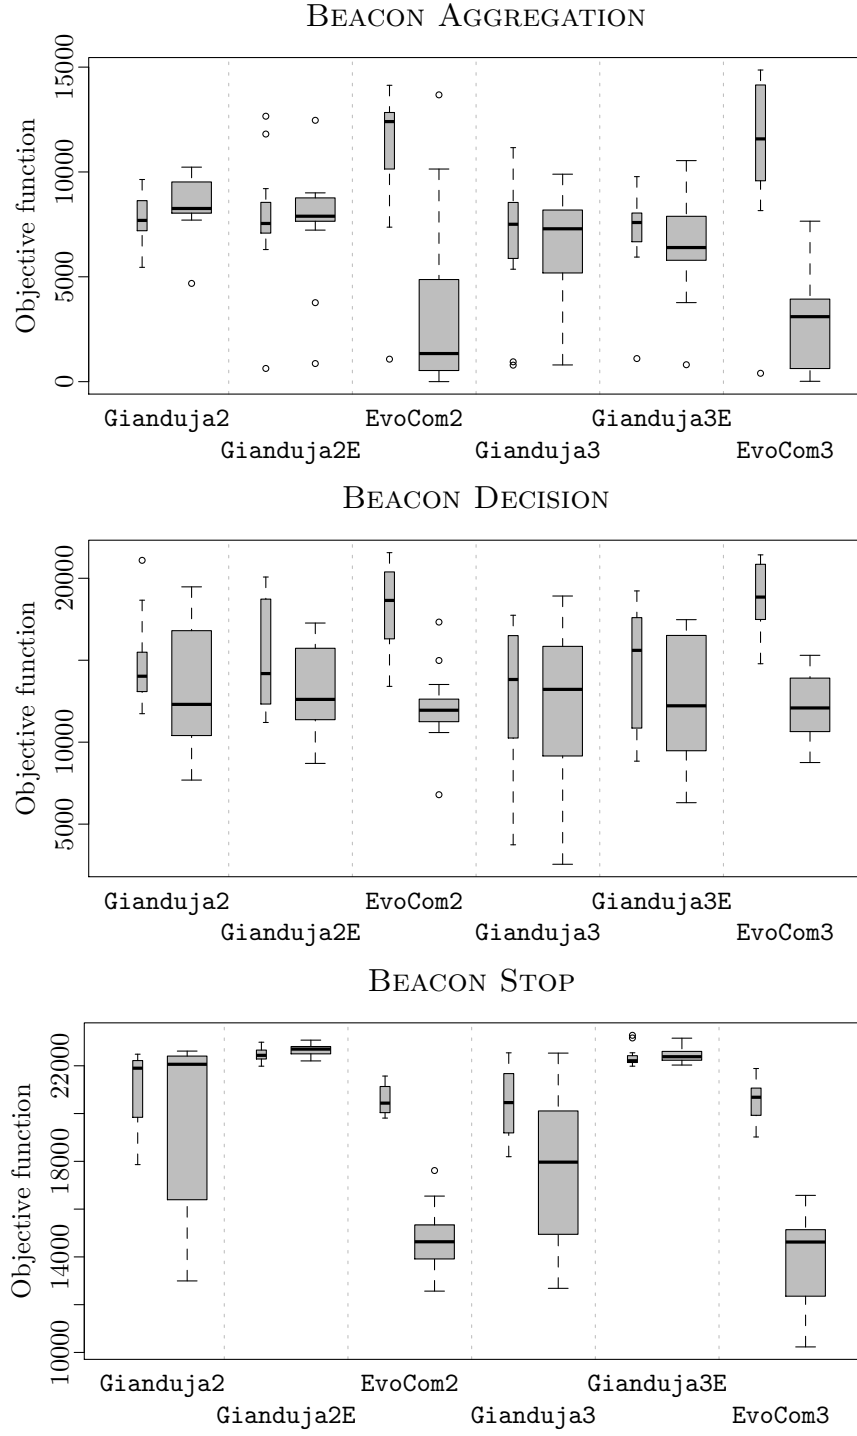 BEACON AGGREGATION
Objective function
15000
10000
5000
0
Gianduja2 EvoCom2 Gianduja3E
Gianduja2E Gianduja3 EvoCom3
BEACON DECISION
Objective function
20000
10000
5000
Gianduja2 EvoCom2 Gianduja3E
Gianduja2E Gianduja3 EvoCom3
BEACON STOP
Objective function
22000
18000
14000
10000
Gianduja2 EvoCom2 Gianduja3E
Gianduja2E Gianduja3 EvoCom3